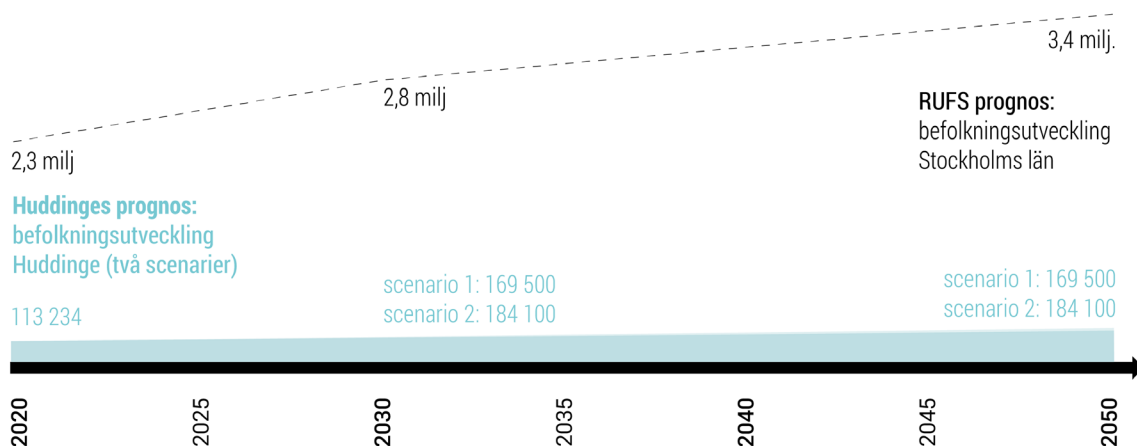 3,4 milj.
2,8 milj
2,3 milj
RUFS prognos:
befolkningsutveckling
Stockholms län
Huddinges prognos:
befolkningsutveckling
Huddinge (två scenarier)
113 234
scenario 1: 169 500
scenario 2: 184 100
scenario 1: 169 500
scenario 2: 184 100
2020
2025
2030
2035
2040
2045
2050